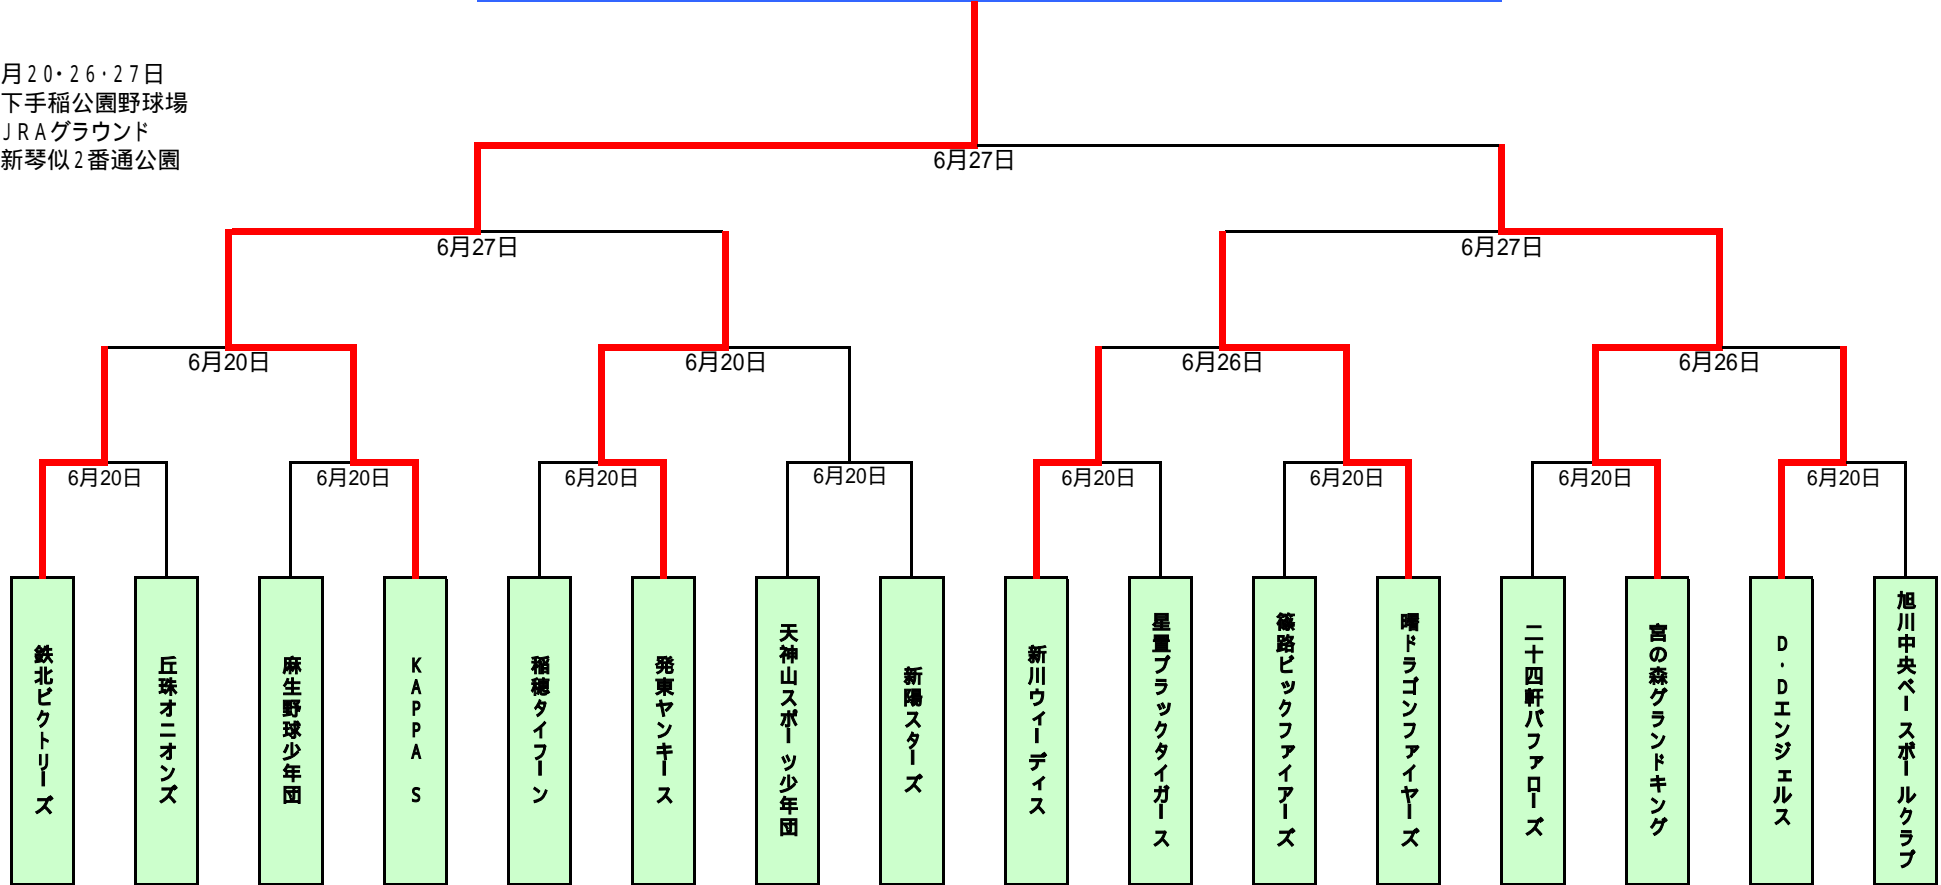 月20・26・27日
下手稲公園野球場
JRAグラウンド
新琴似2番通公園
6月27日
6月27日
6月27日
6月20日
6月20日
6月26日
6月26日
6月20日
6月20日
6月20日
6月20日
6月20日
6月20日
6月20日
6月20日
鉄北ビクトリーズ
丘珠オニオンズ
麻生野球少年団
KAPPA S
稲穂タイフーン
発東ヤンキース
天神山スポーツ少年団
新陽スターズ
新川ウィーディス
星置ブラックタイガース
篠路ビックファイアーズ
曙ドラゴンファイヤーズ
二十四軒バファローズ
宮の森グランドキング
D・Dエンジェルス
旭川中央ベースボールクラブ